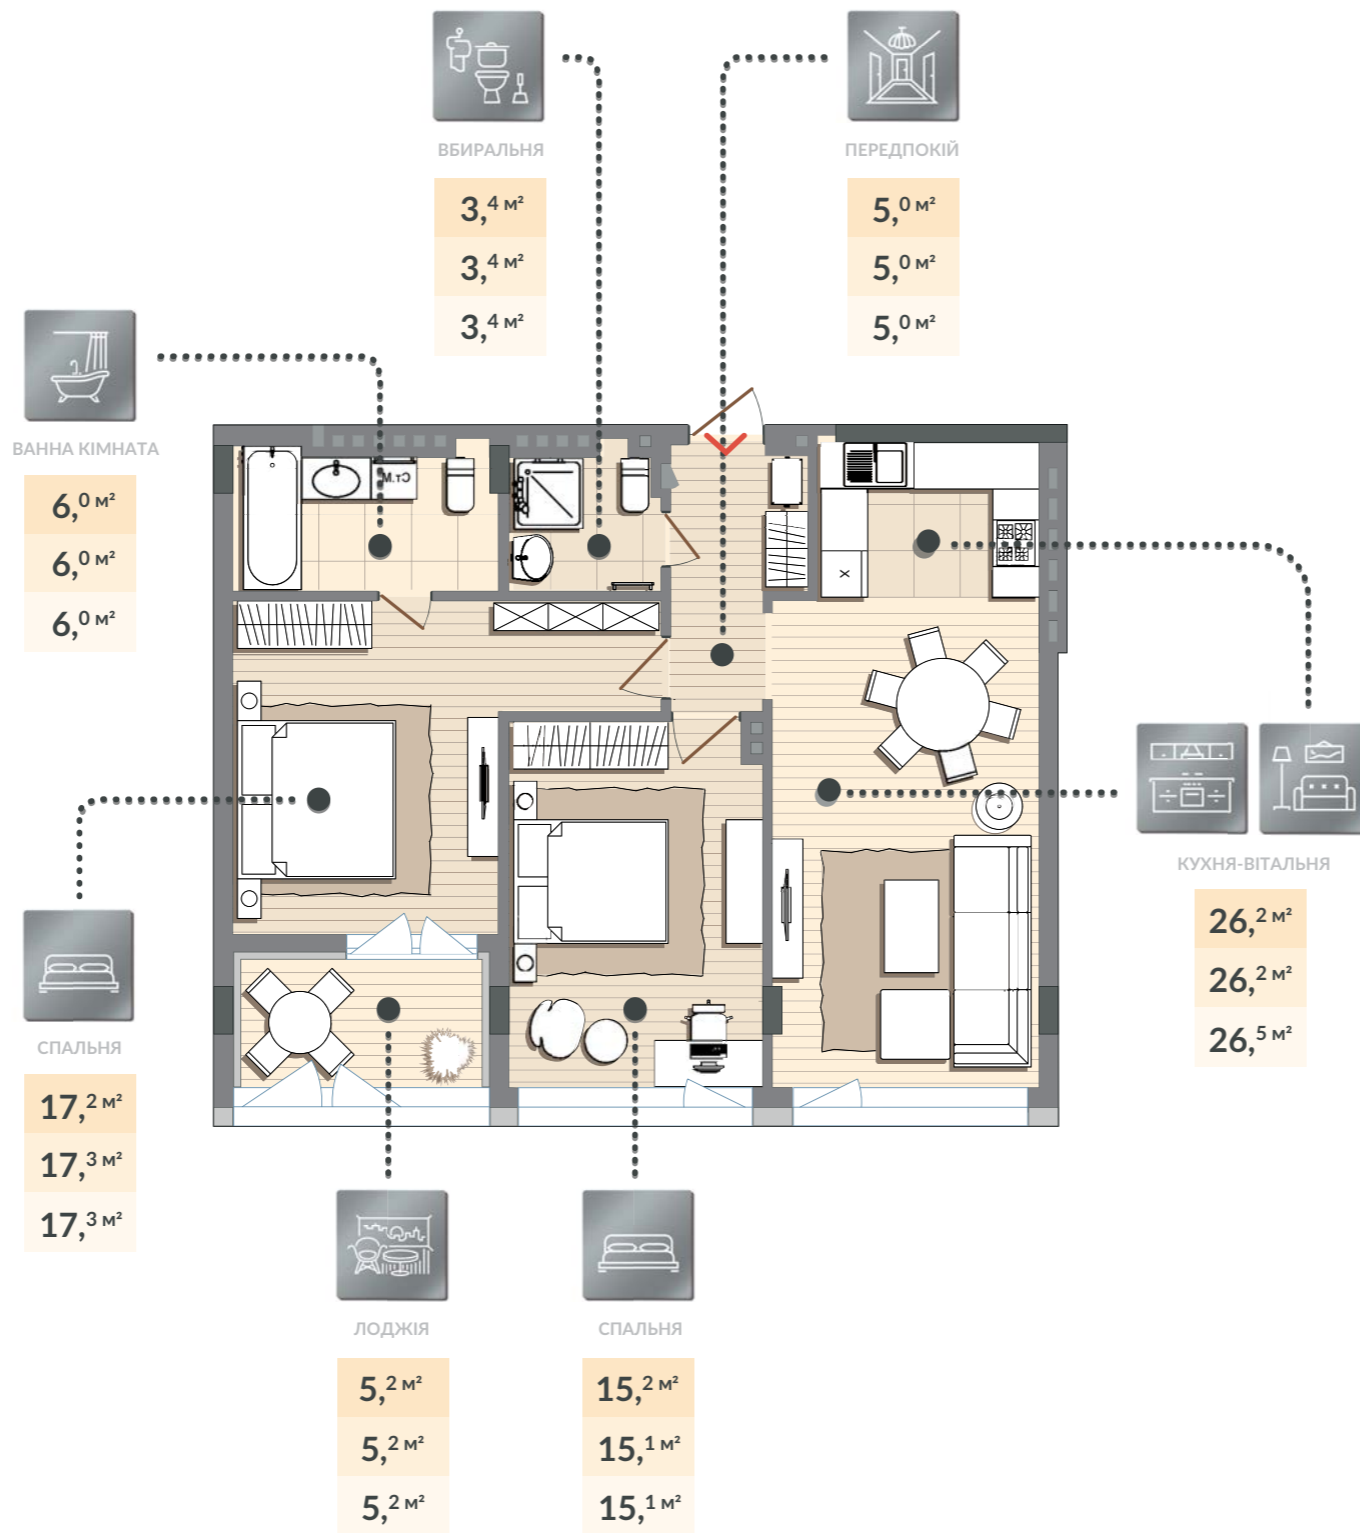 ВБИРАЛЬНЯ
3,4 м²
3,4 м²
3,4 м²
ПЕРЕДПОКІЙ
5,0 м²
5,0 м²
5,0 м²
ВАННА КІМНАТА
6,0 м²
6,0 м²
6,0 м²
Ст.М
X
КУХНЯ-ВІТАЛЬНЯ
26,2 м²
26,2 м²
26,5 м²
СПАЛЬНЯ
17,2 м²
17,3 м²
17,3 м²
ЛОДЖІЯ
5,2 м²
5,2 м²
5,2 м²
СПАЛЬНЯ
15,2 м²
15,1 м²
15,1 м²